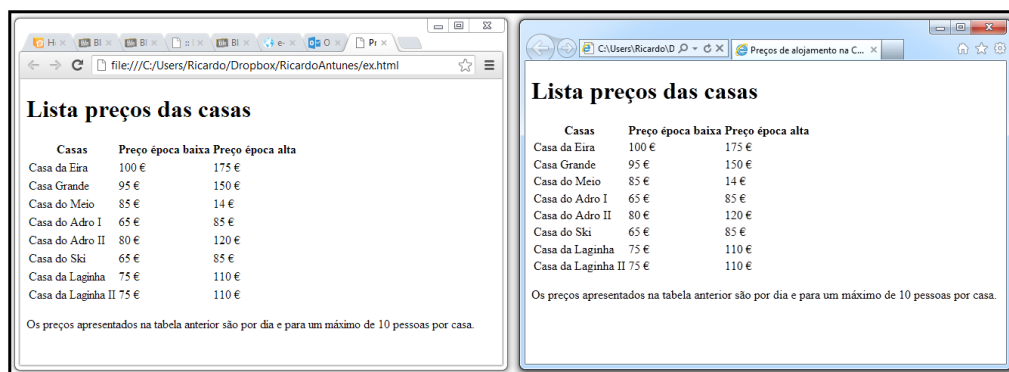 H
Bl
Bl
Bl
e-
O
Pr
file:///C:/Users/Ricardo/Dropbox/RicardoAntunes/ex.html
Lista preços das casas
Casas Preço época baixa Preço época alta
Casa da Eira 100 € 175 €
Casa Grande 95 € 150 €
Casa do Meio 85 € 14 €
Casa do Adro I 65 € 85 €
Casa do Adro II 80 € 120 €
Casa do Ski 65 € 85 €
Casa da Laginha 75 € 110 €
Casa da Laginha II 75 € 110 €
Os preços apresentados na tabela anterior são por dia e para um máximo de 10 pessoas por casa.
C:\Users\Ricardo\D
Preços de alojamento na C...
Lista preços das casas
Casas Preço época baixa Preço época alta
Casa da Eira 100 € 175 €
Casa Grande 95 € 150 €
Casa do Meio 85 € 14 €
Casa do Adro I 65 € 85 €
Casa do Adro II 80 € 120 €
Casa do Ski 65 € 85 €
Casa da Laginha 75 € 110 €
Casa da Laginha II 75 € 110 €
Os preços apresentados na tabela anterior são por dia e para um máximo de 10 pessoas por casa.